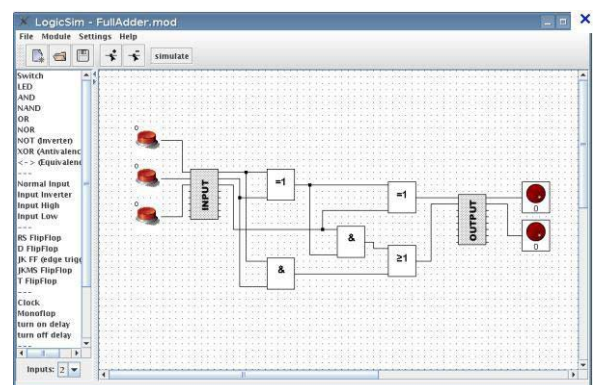 LogicSim - FullAdder.mod
File Module Settings Help
simulate
Switch
LED
AND
NAND
OR
NOR
NOT (Inverter)
XOR (Antivalenc
<-> (Equivalenc
---
Normal Input
Input Inverter
Input High
Input Low
---
RS FlipFlop
D FlipFlop
JK FF (edge trigg
JKMS FlipFlop
T FlipFlop
---
Clock
Monoflop
turn on delay
turn off delay
---
Inputs: 2
0
0
0
INPUT
=1
=1
&
&
≥1
OUTPUT
0
0